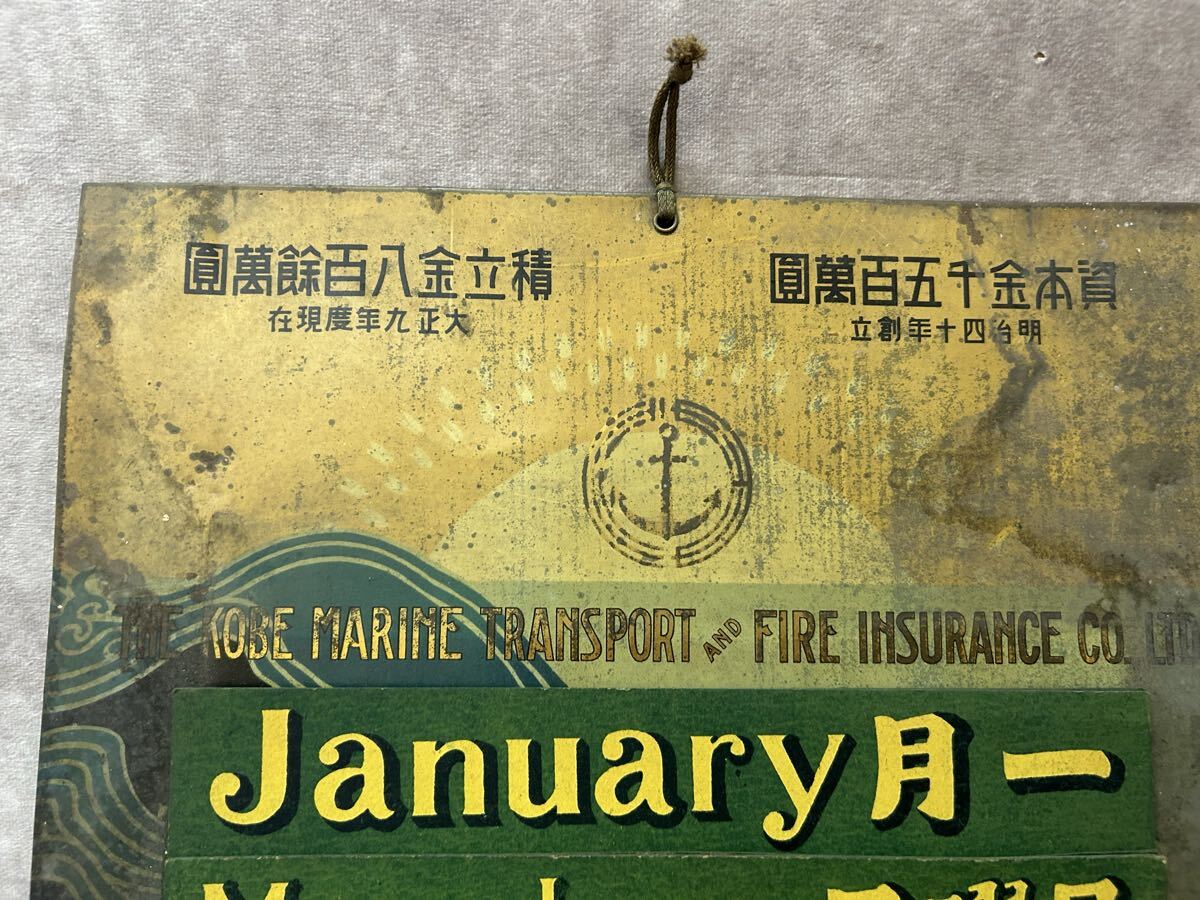 資本金千五百萬圓
明治四十年創立
積立金八百餘萬圓
大正九年度現在
THE KOBE MARINE TRANSPORT AND FIRE INSURANCE CO. LTD
January 一月